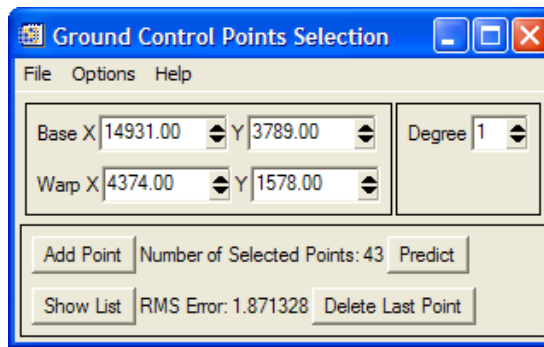 Ground Control Points Selection
File Options Help
Base X 14931.00 Y 3789.00 Degree 1
Warp X 4374.00 Y 1578.00
Add Point Number of Selected Points: 43 Predict
Show List RMS Error: 1.871328 Delete Last Point